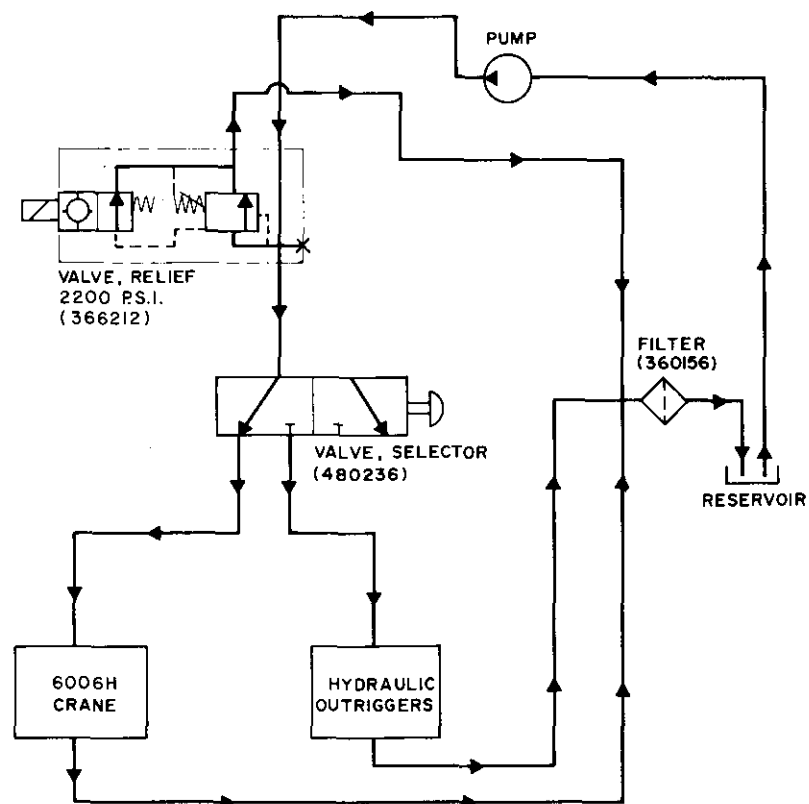 PUMP
VALVE, RELIEF
2200 P.S.I.
(366212)
FILTER
(360156)
VALVE, SELECTOR
(480236)
RESERVOIR
6006H
CRANE
HYDRAULIC
OUTRIGGERS